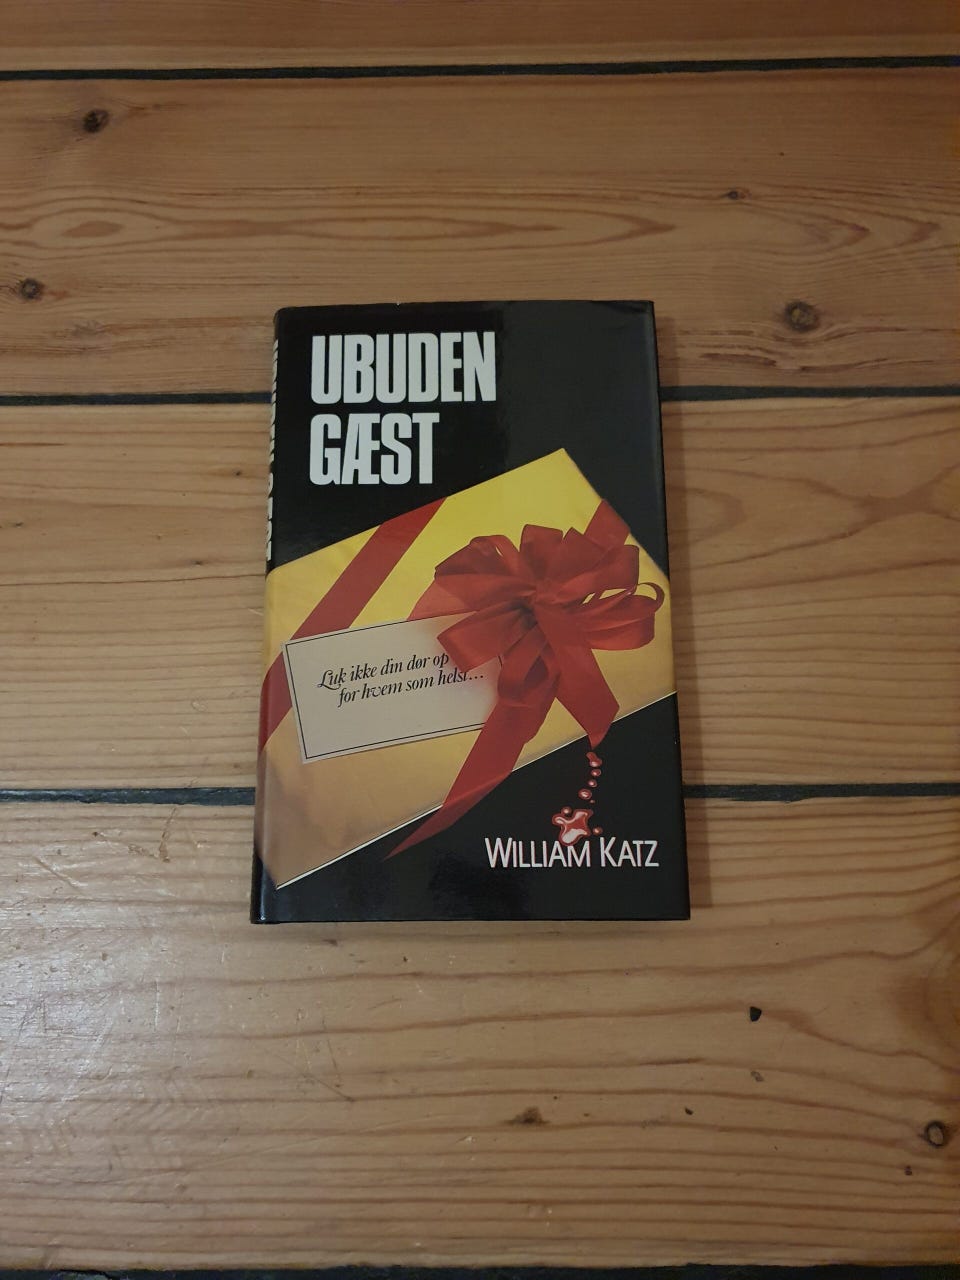 UBUDEN
GÆST
Luk ikke din dør op
for hvem som helst...
WILLIAM KATZ